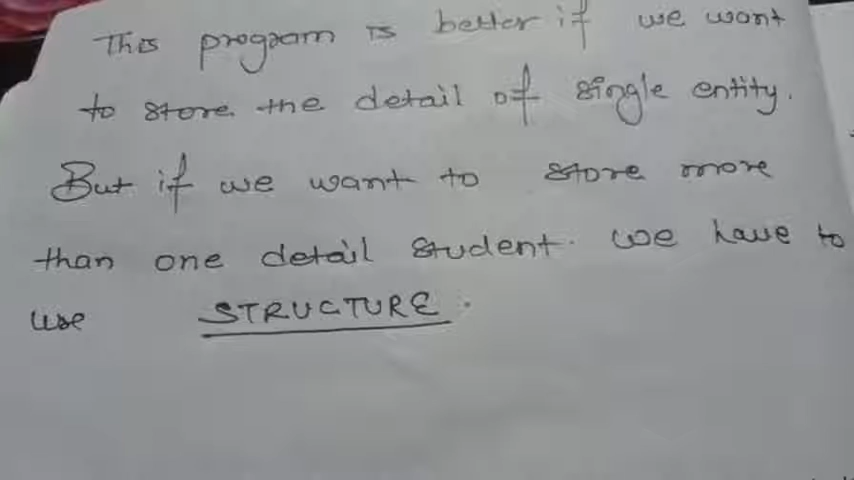 This program is better if we want
to store the detail of single entity.
But if we want to store more
than one detail student. we have to
use STRUCTURE.